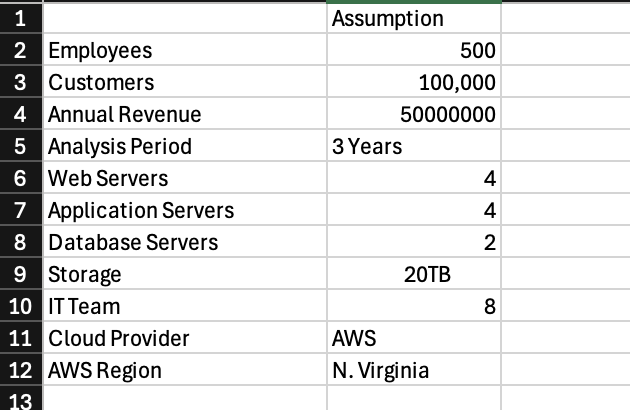 1 Assumption
2 Employees 500
3 Customers 100,000
4 Annual Revenue 50000000
5 Analysis Period 3 Years
6 Web Servers 4
7 Application Servers 4
8 Database Servers 2
9 Storage 20TB
10 IT Team 8
11 Cloud Provider AWS
12 AWS Region N. Virginia
13